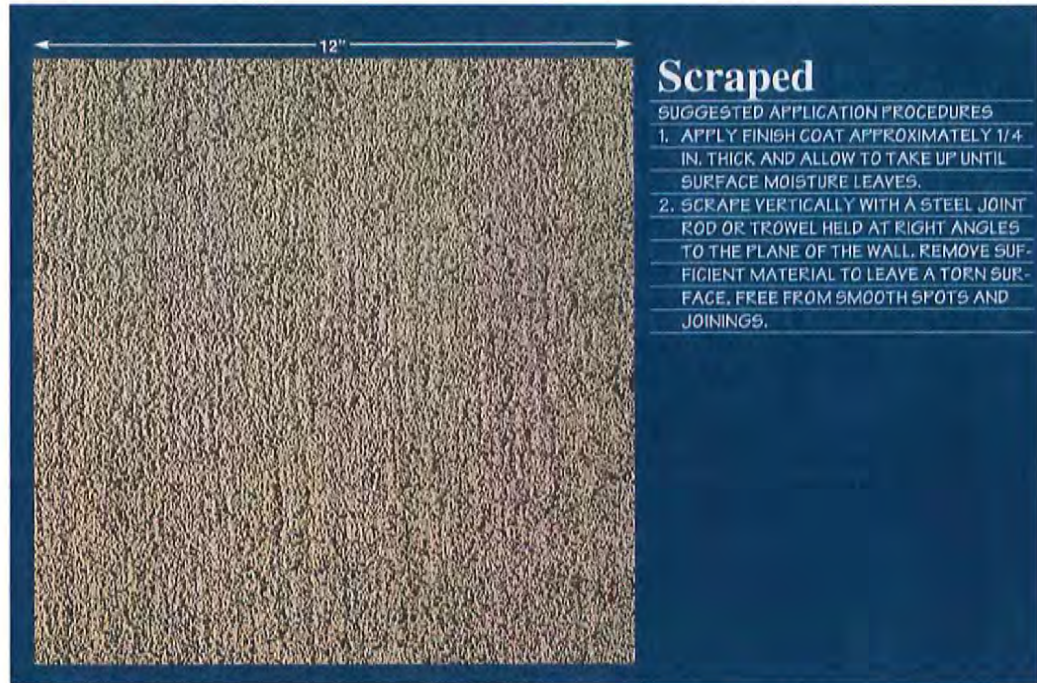 12"
Scraped
SUGGESTED APPLICATION PROCEDURES
1. APPLY FINISH COAT APPROXIMATELY 1/4
IN. THICK AND ALLOW TO TAKE UP UNTIL
SURFACE MOISTURE LEAVES.
2. SCRAPE VERTICALLY WITH A STEEL JOINT
ROD OR TROWEL HELD AT RIGHT ANGLES
TO THE PLANE OF THE WALL. REMOVE SUF-
FICIENT MATERIAL TO LEAVE A TORN SUR-
FACE, FREE FROM SMOOTH SPOTS AND
JOININGS.